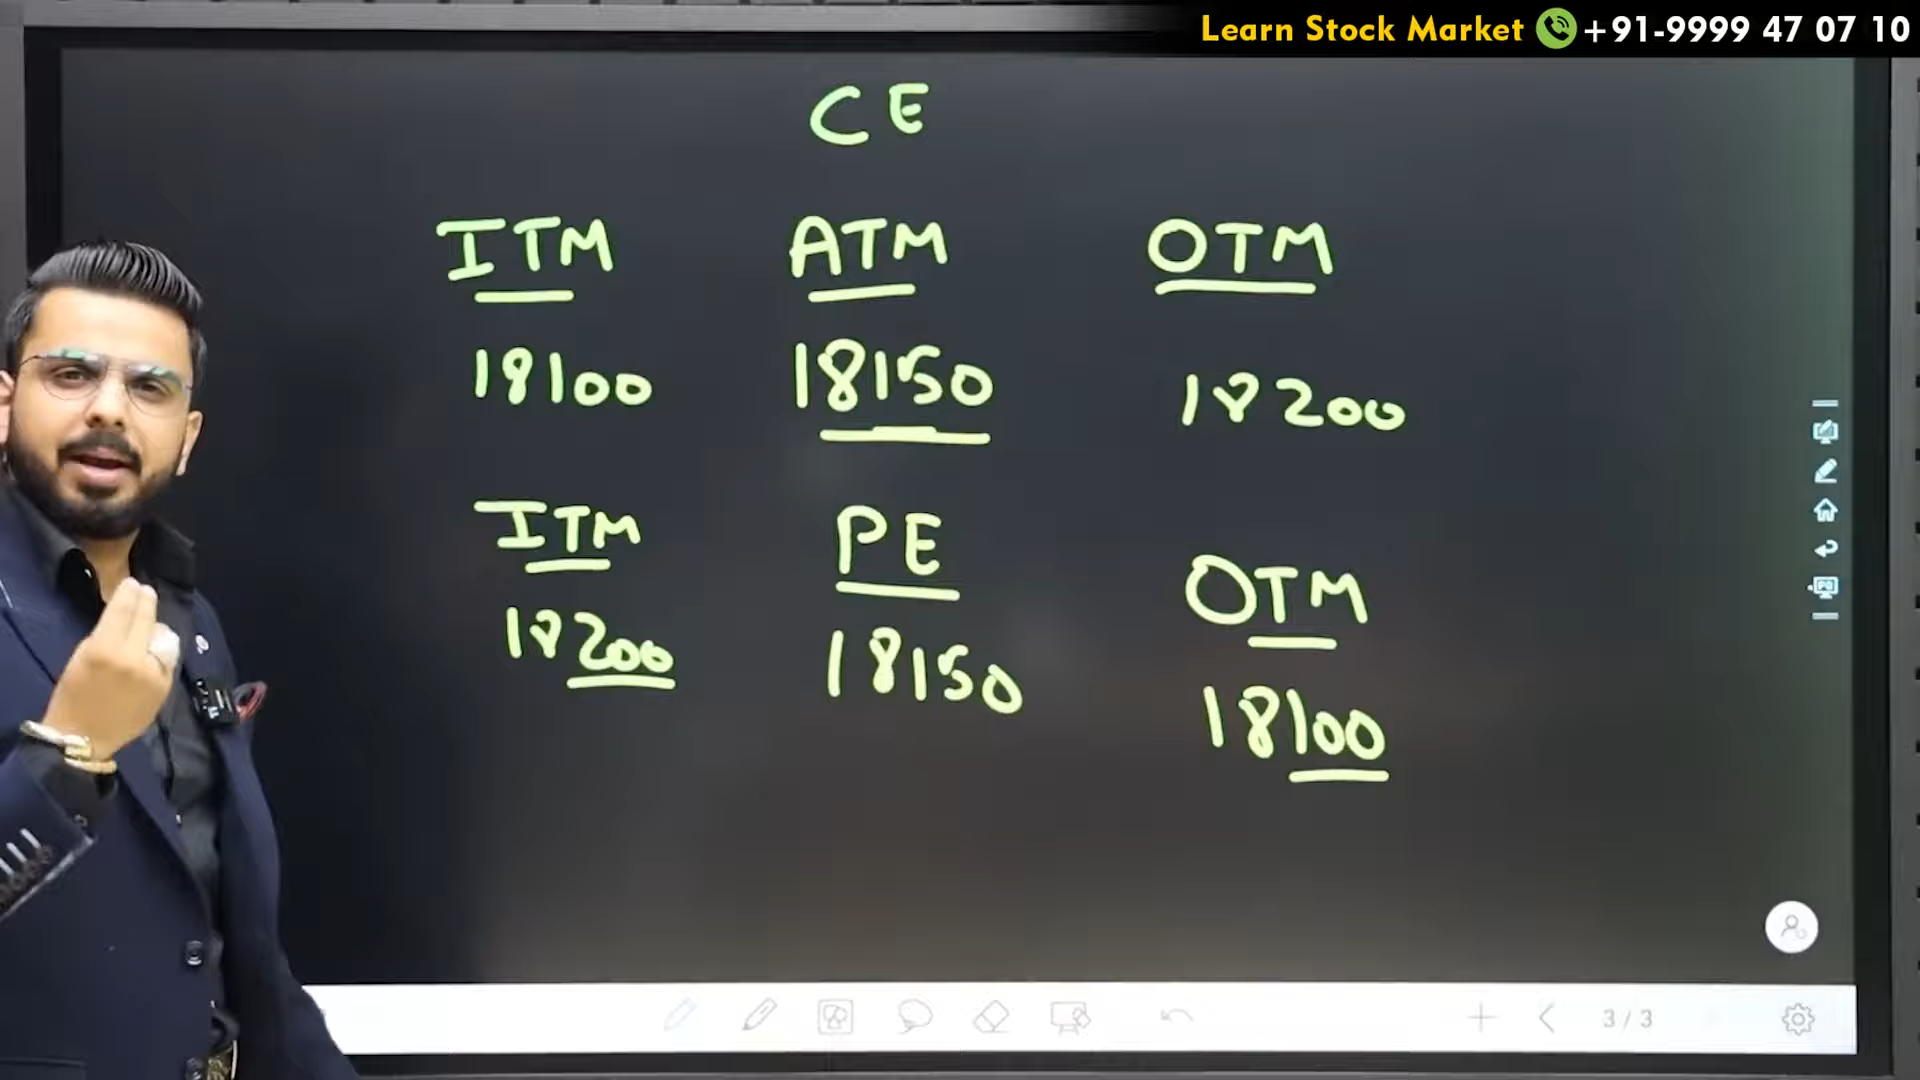 Learn Stock Market +91-9999 47 07 10
CE
ITM ATM OTM
18100 18150 18200
ITM PE OTM
18200 18150 18100
3/3